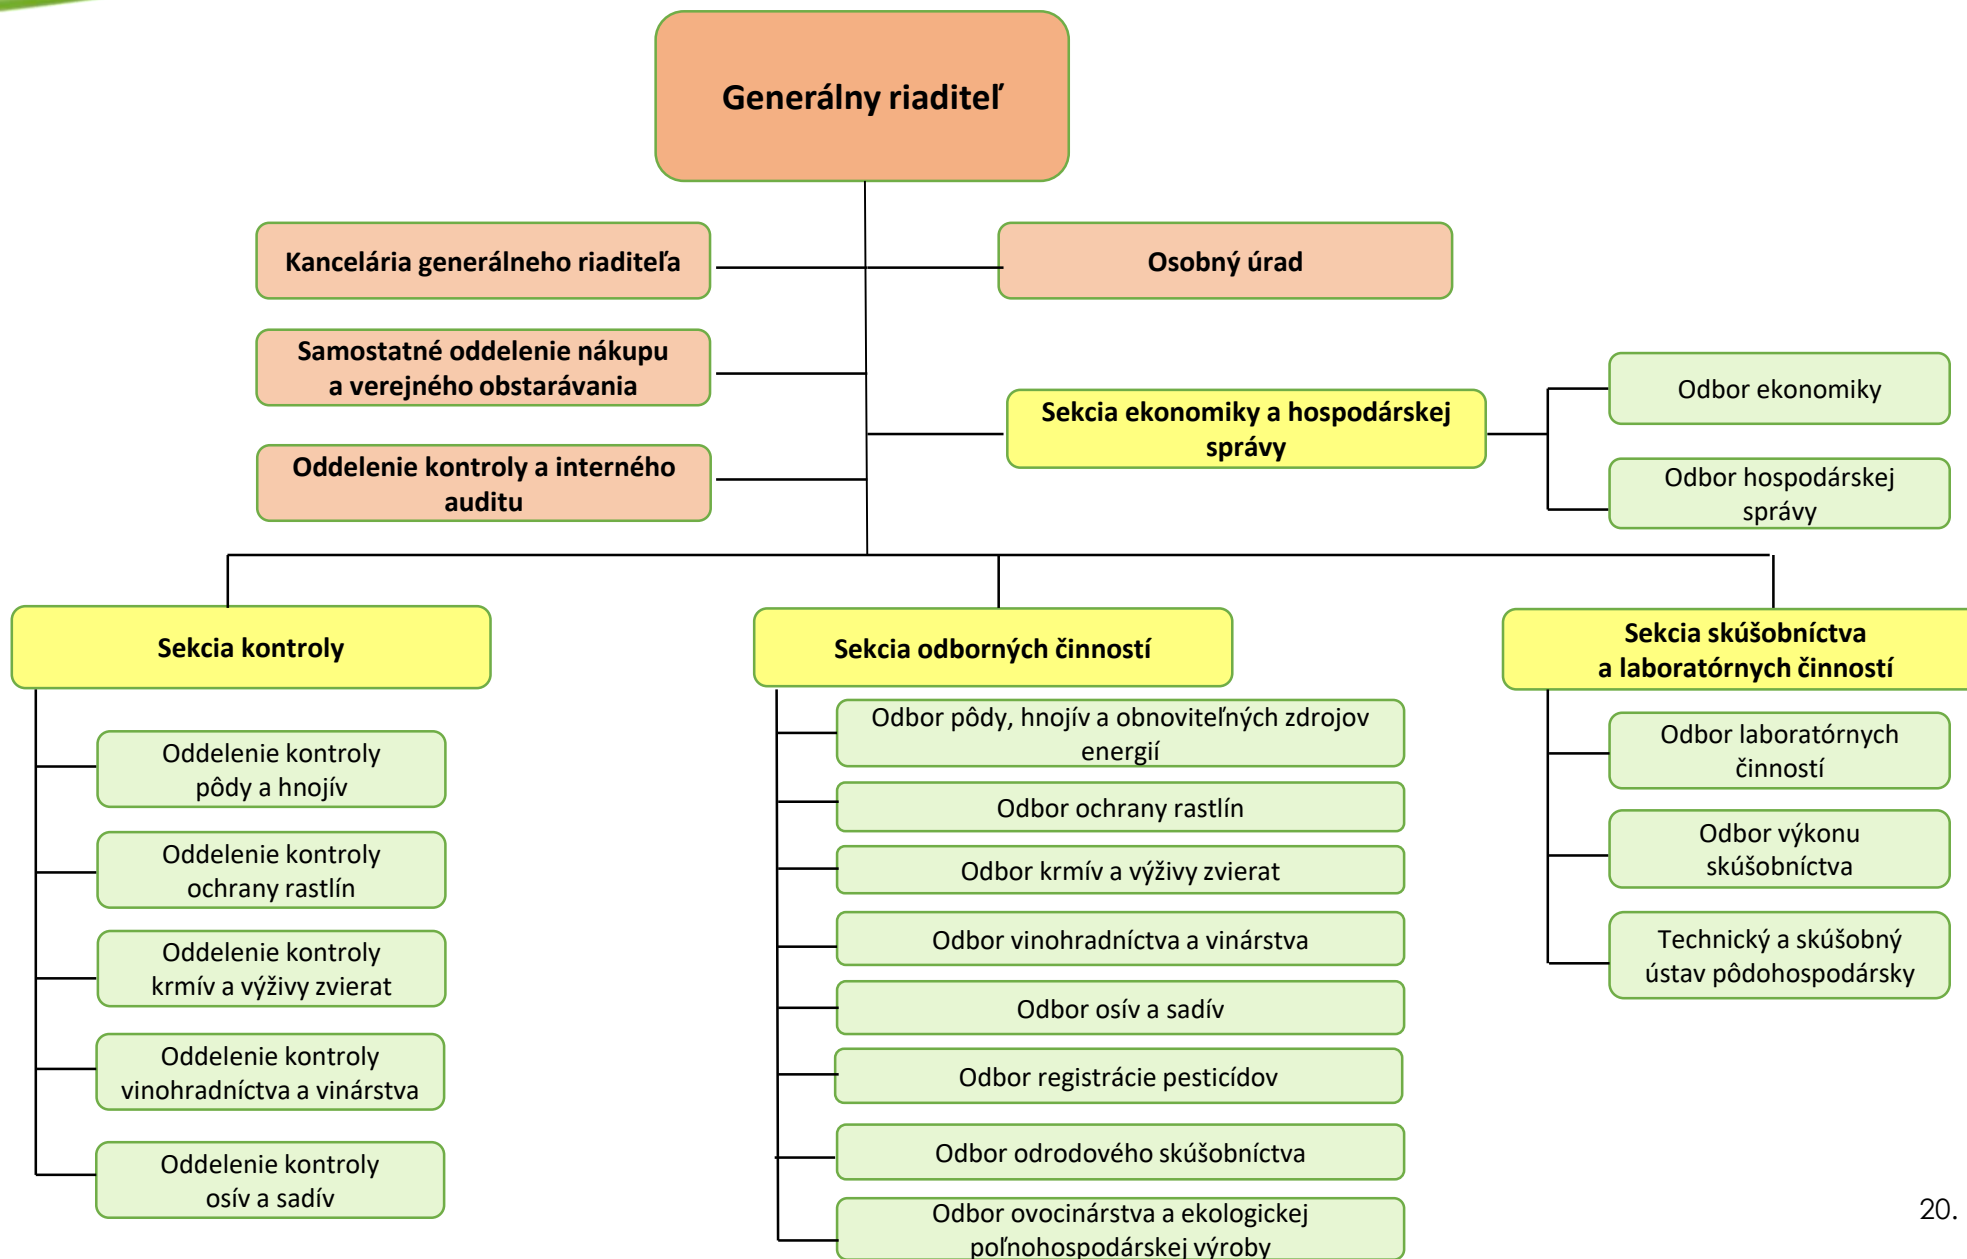 Generálny riaditeľ
Kancelária generálneho riaditeľa
Osobný úrad
Samostatné oddelenie nákupu
a verejného obstarávania
Oddelenie kontroly a interného
auditu
Sekcia ekonomiky a hospodárskej
správy
Odbor ekonomiky
Odbor hospodárskej
správy
Sekcia kontroly
Oddelenie kontroly
pôdy a hnojív
Oddelenie kontroly
ochrany rastlín
Oddelenie kontroly
krmív a výživy zvierat
Oddelenie kontroly
vinohradníctva a vinárstva
Oddelenie kontroly
osív a sadív
Sekcia odborných činností
Odbor pôdy, hnojív a obnoviteľných zdrojov
energií
Odbor ochrany rastlín
Odbor krmív a výživy zvierat
Odbor vinohradníctva a vinárstva
Odbor osív a sadív
Odbor registrácie pesticídov
Odbor odrodového skúšobníctva
Odbor ovocinárstva a ekologickej
poľnohospodárskej výroby
Sekcia skúšobníctva
a laboratórnych činností
Odbor laboratórnych
činností
Odbor výkonu
skúšobníctva
Technický a skúšobný
ústav pôdohospodársky
20.